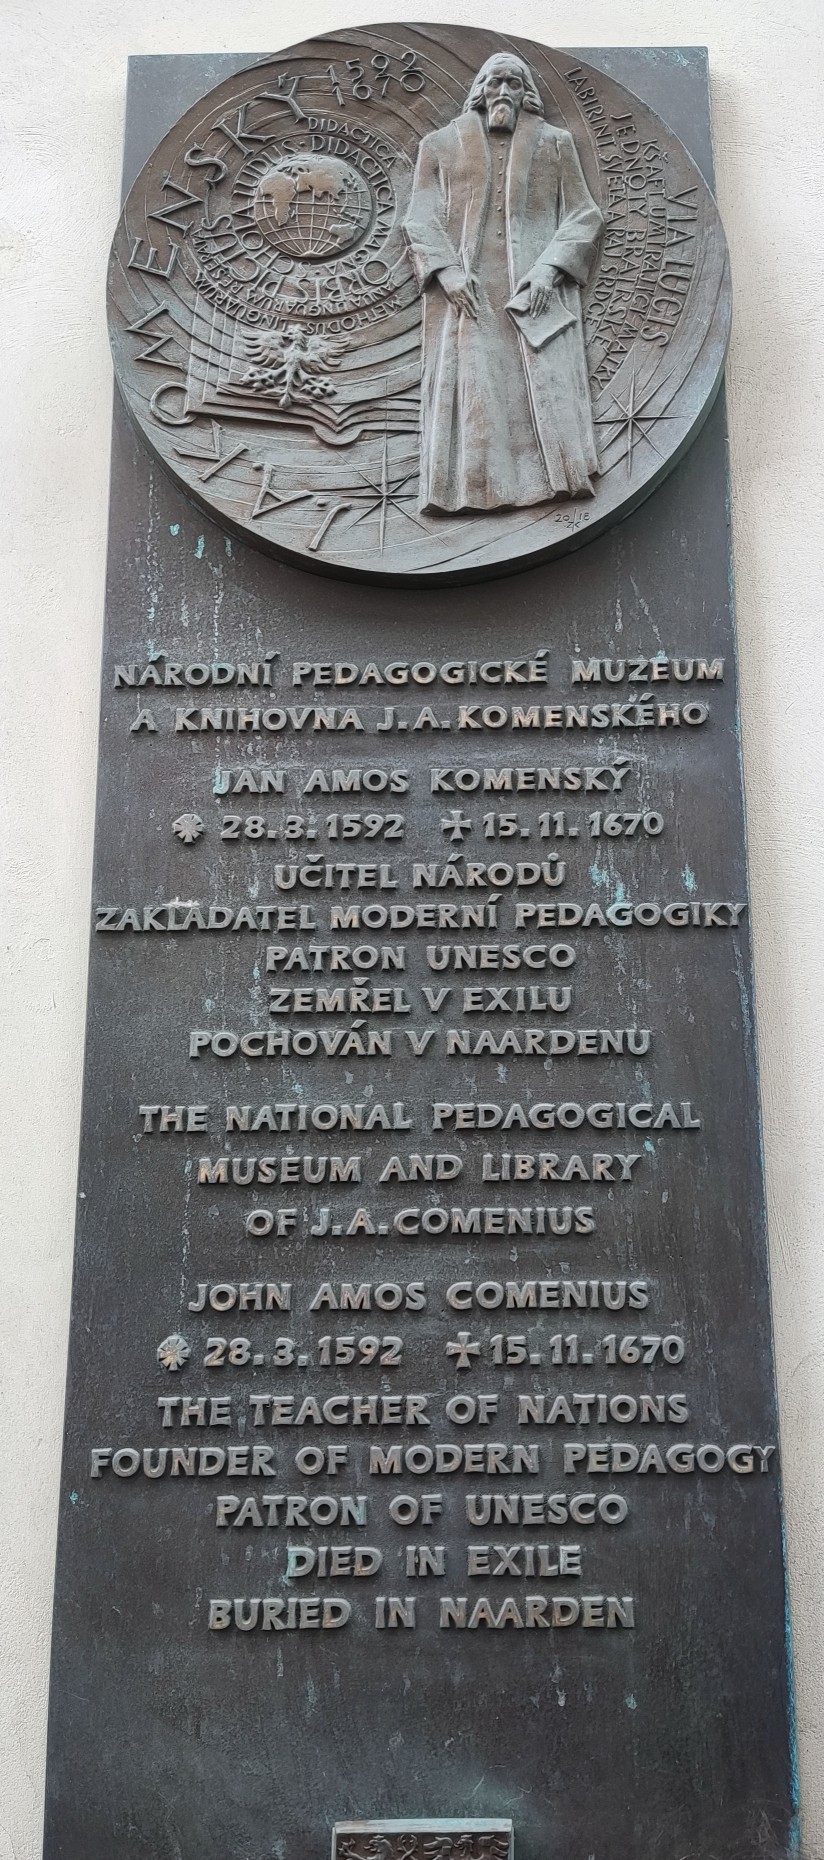 J.A. KOMENSKÝ
1592
1670
DIDACTICA
LUDUS · DIDACTICA MAGNA
SCHOLA
ORBIS PICTUS
METHODUS LINGUARUM
LABIRINT SVĚTA A RÁJ SRDCE
JEDNOTY BRATRSKÉ
KŠAFT UMÍRAJÍCÍ MATKY
VIA LUCIS
2018
NÁRODNÍ PEDAGOGICKÉ MUZEUM
A KNIHOVNA J.A.KOMENSKÉHO
JAN AMOS KOMENSKÝ
28.3.1592 15.11.1670
UČITEL NÁRODŮ
ZAKLADATEL MODERNÍ PEDAGOGIKY
PATRON UNESCO
ZEMŘEL V EXILU
POCHOVÁN V NAARDENU
THE NATIONAL PEDAGOGICAL
MUSEUM AND LIBRARY
OF J.A.COMENIUS
JOHN AMOS COMENIUS
28.3.1592 15.11.1670
THE TEACHER OF NATIONS
FOUNDER OF MODERN PEDAGOGY
PATRON OF UNESCO
DIED IN EXILE
BURIED IN NAARDEN